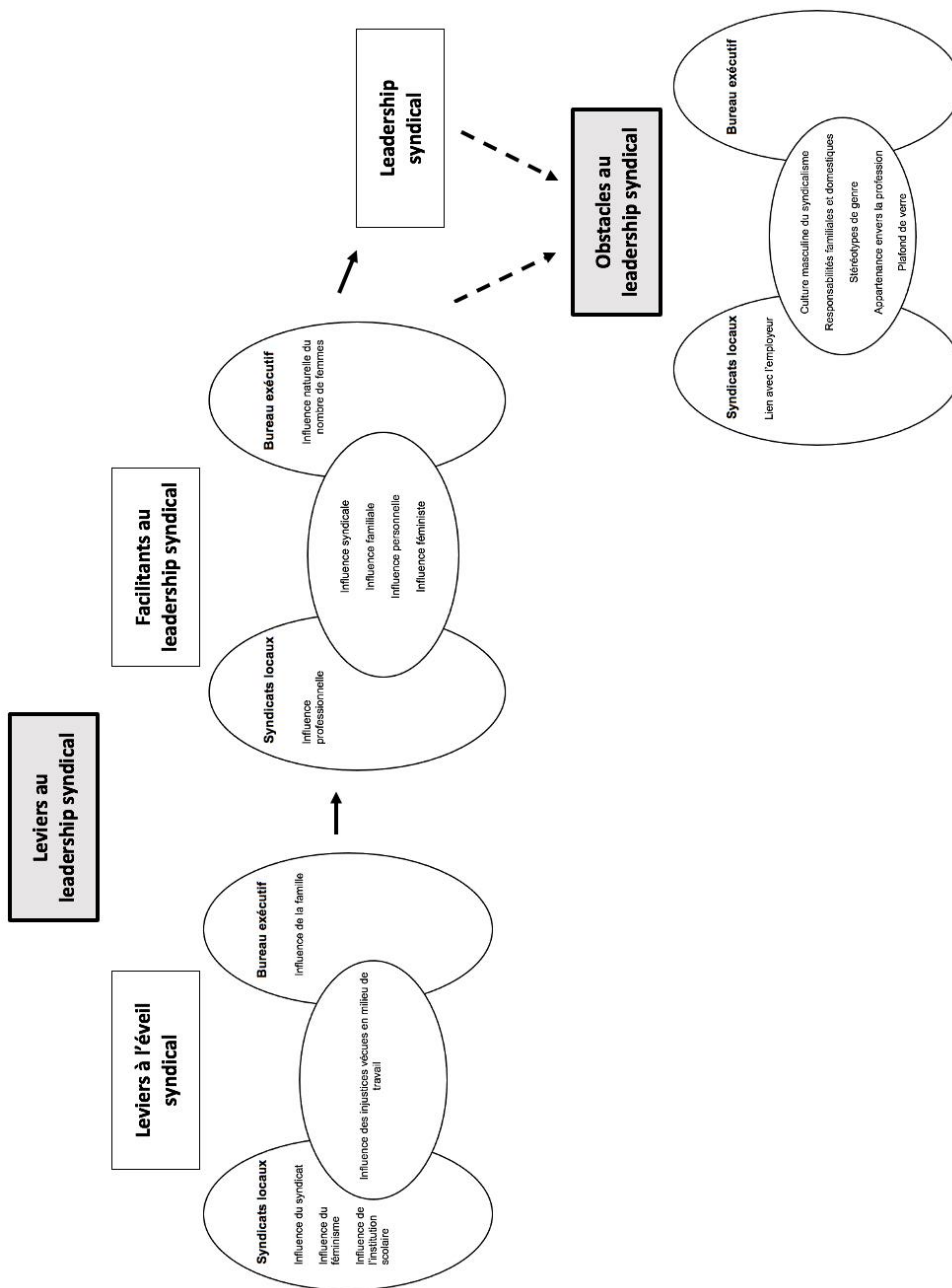 Leviers au
leadership syndical
Leviers à l'éveil
syndical
Syndicats locaux
Influence du syndicat
Influence du
féminisme
Influence de
l'institution
scolaire
Influence des injustices vécues en milieu de
travail
Bureau exécutif
Influence de la famille
Facilitants au
leadership syndical
Syndicats locaux
Influence
professionnelle
Influence syndicale
Influence familiale
Influence personnelle
Influence féministe
Bureau exécutif
Influence naturelle du
nombre de femmes
Leadership
syndical
Obstacles au
leadership syndical
Syndicats locaux
Lien avec l'employeur
Culture masculine du syndicalisme
Responsabilités familiales et domestiques
Stéréotypes de genre
Appartenance envers la profession
Plafond de verre
Bureau exécutif